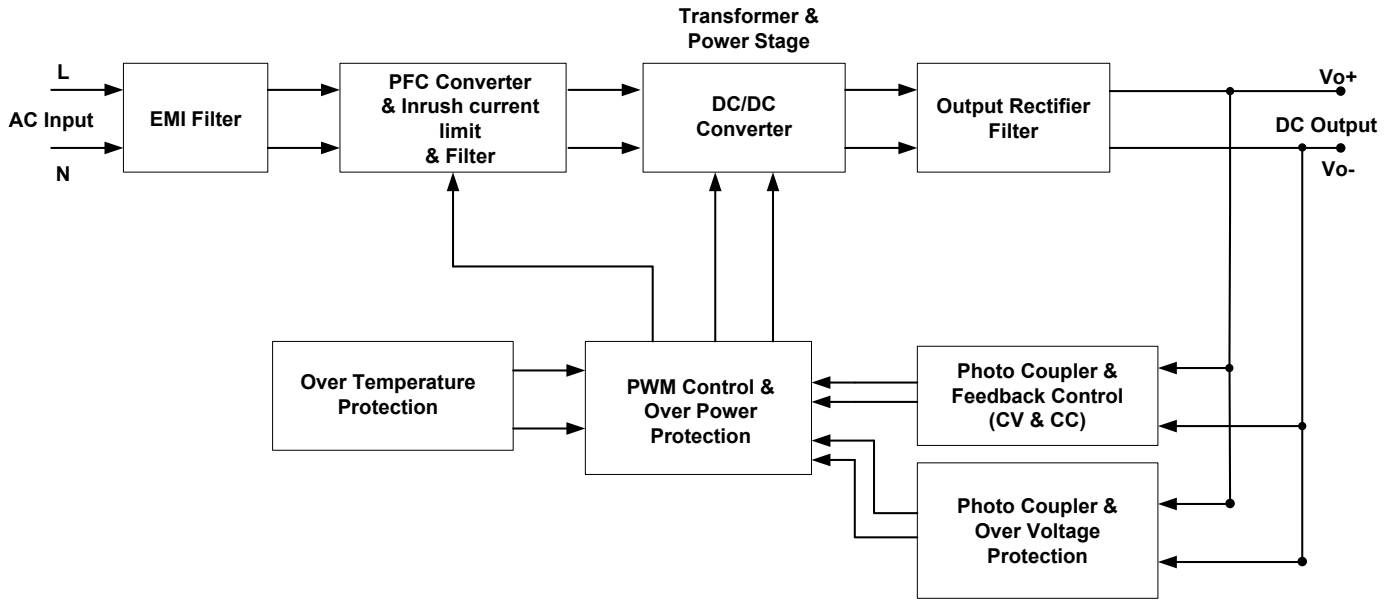 Transformer &
Power Stage
L
AC Input
N
EMI Filter
PFC Converter
& Inrush current
limit
& Filter
DC/DC
Converter
Output Rectifier
Filter
Vo+
DC Output
Vo-
Over Temperature
Protection
PWM Control &
Over Power
Protection
Photo Coupler &
Feedback Control
(CV & CC)
Photo Coupler &
Over Voltage
Protection